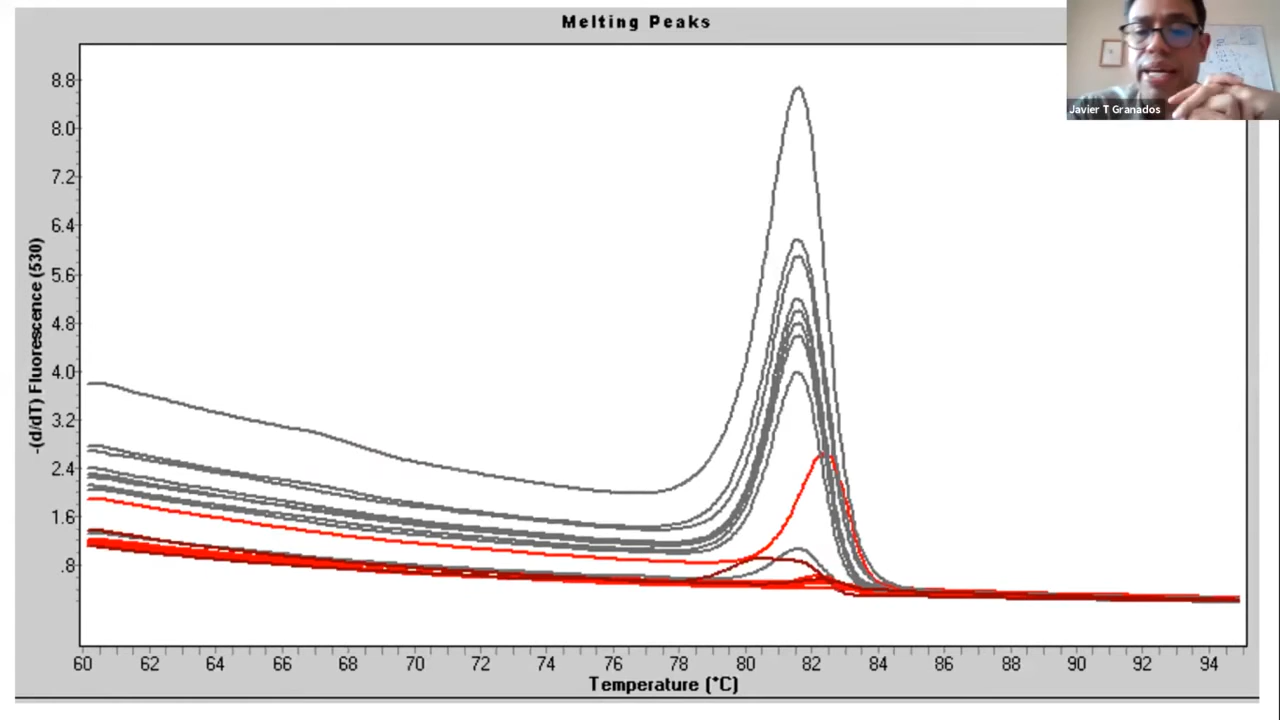 Melting Peaks
Javier T Granados
-(d/dT) Fluorescence (530)
8.8
8.0
7.2
6.4
5.6
4.8
4.0
3.2
2.4
1.6
.8
60 62 64 66 68 70 72 74 76 78 80 82 84 86 88 90 92 94
Temperature (°C)